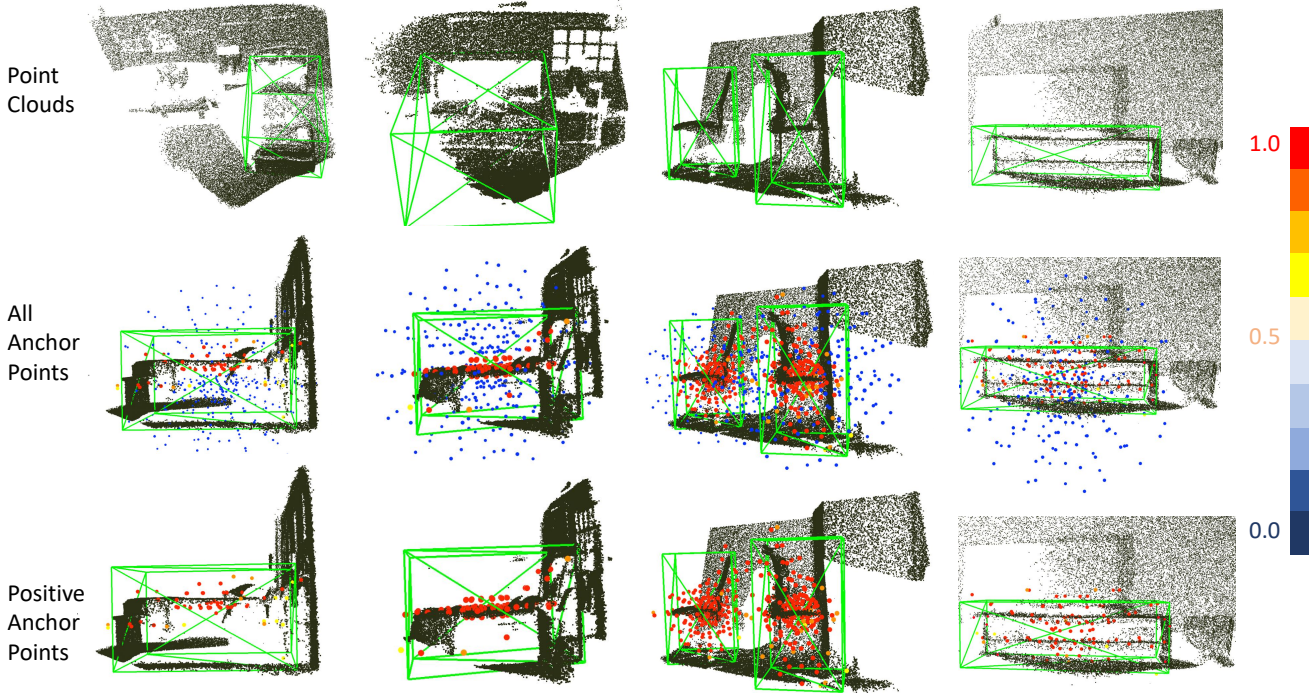 Point
Clouds
1.0
All
Anchor
Points
0.5
0.0
Positive
Anchor
Points